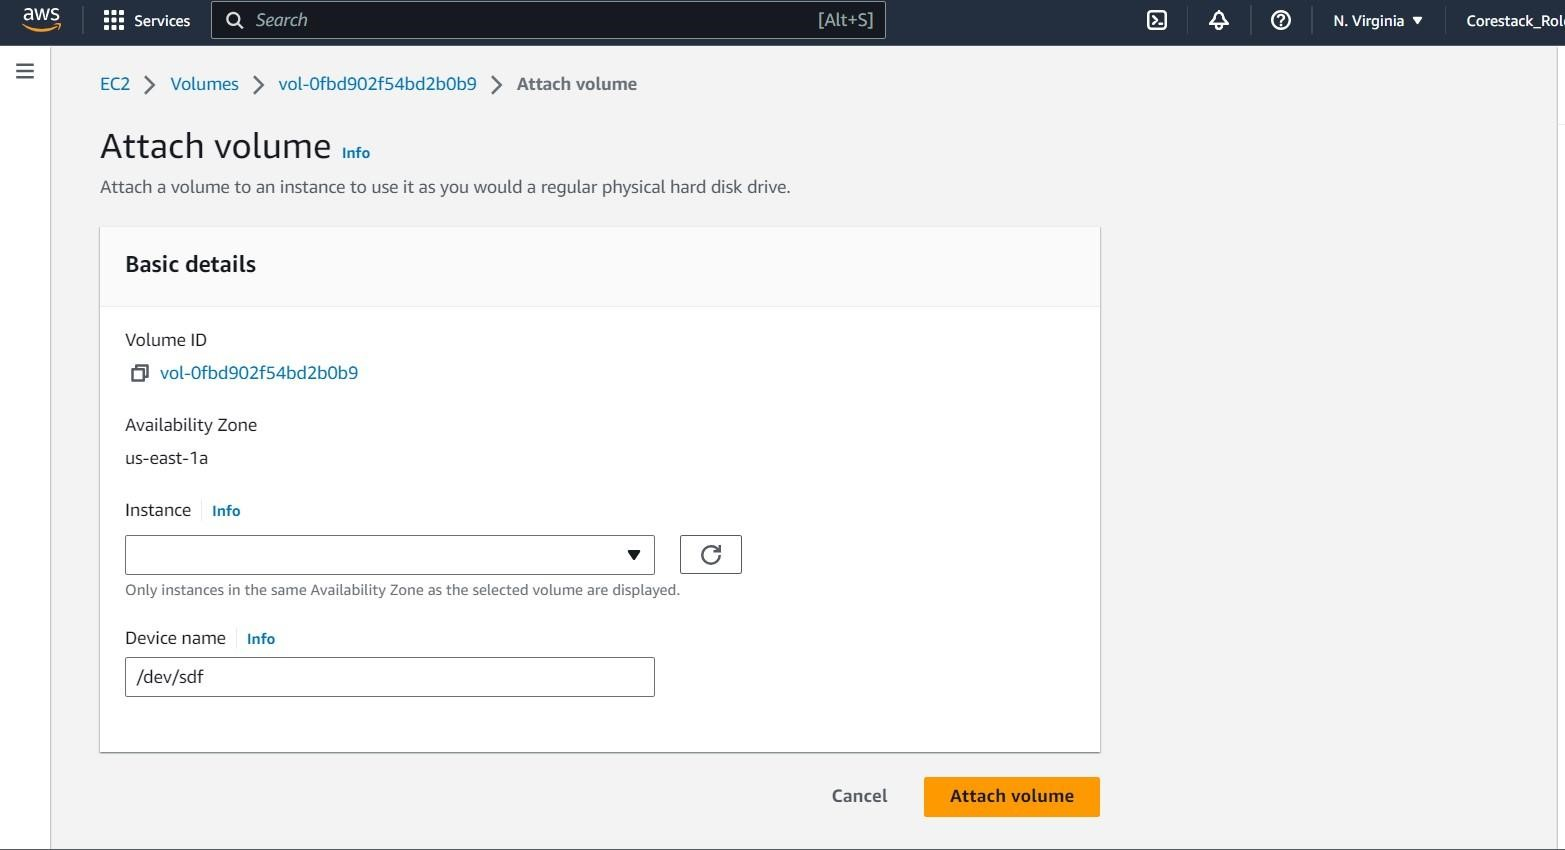 aws Services Search [Alt+S] N. Virginia Corestack_Rol
EC2 Volumes vol-0fbd902f54bd2b0b9 Attach volume
Attach volume Info
Attach a volume to an instance to use it as you would a regular physical hard disk drive.
Basic details
Volume ID
vol-0fbd902f54bd2b0b9
Availability Zone
us-east-1a
Instance Info
Only instances in the same Availability Zone as the selected volume are displayed.
Device name Info
/dev/sdf
Cancel Attach volume